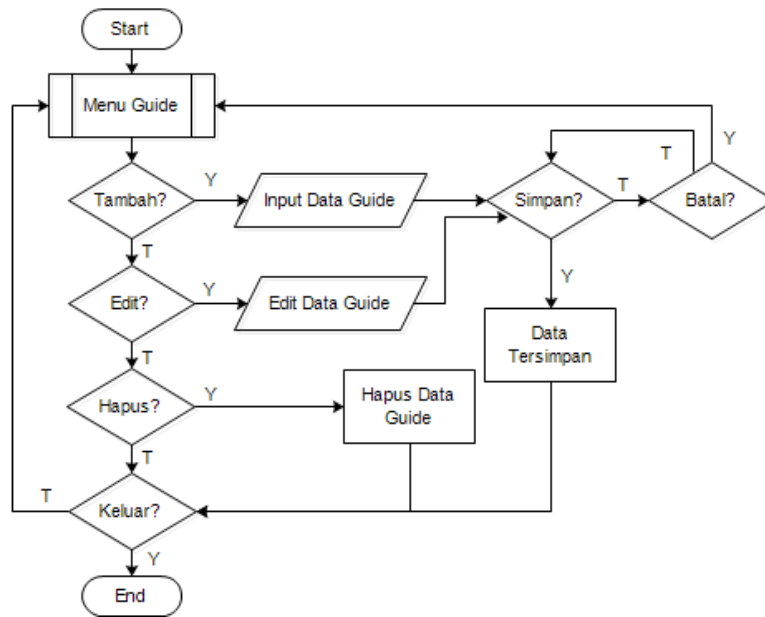 Start
Menu Guide
Y
T
Tambah?
Y
Input Data Guide
Simpan?
T
Batal?
T
Edit?
Y
Edit Data Guide
Y
Data
Tersimpan
T
Hapus?
Y
Hapus Data
Guide
T
T
Keluar?
Y
End